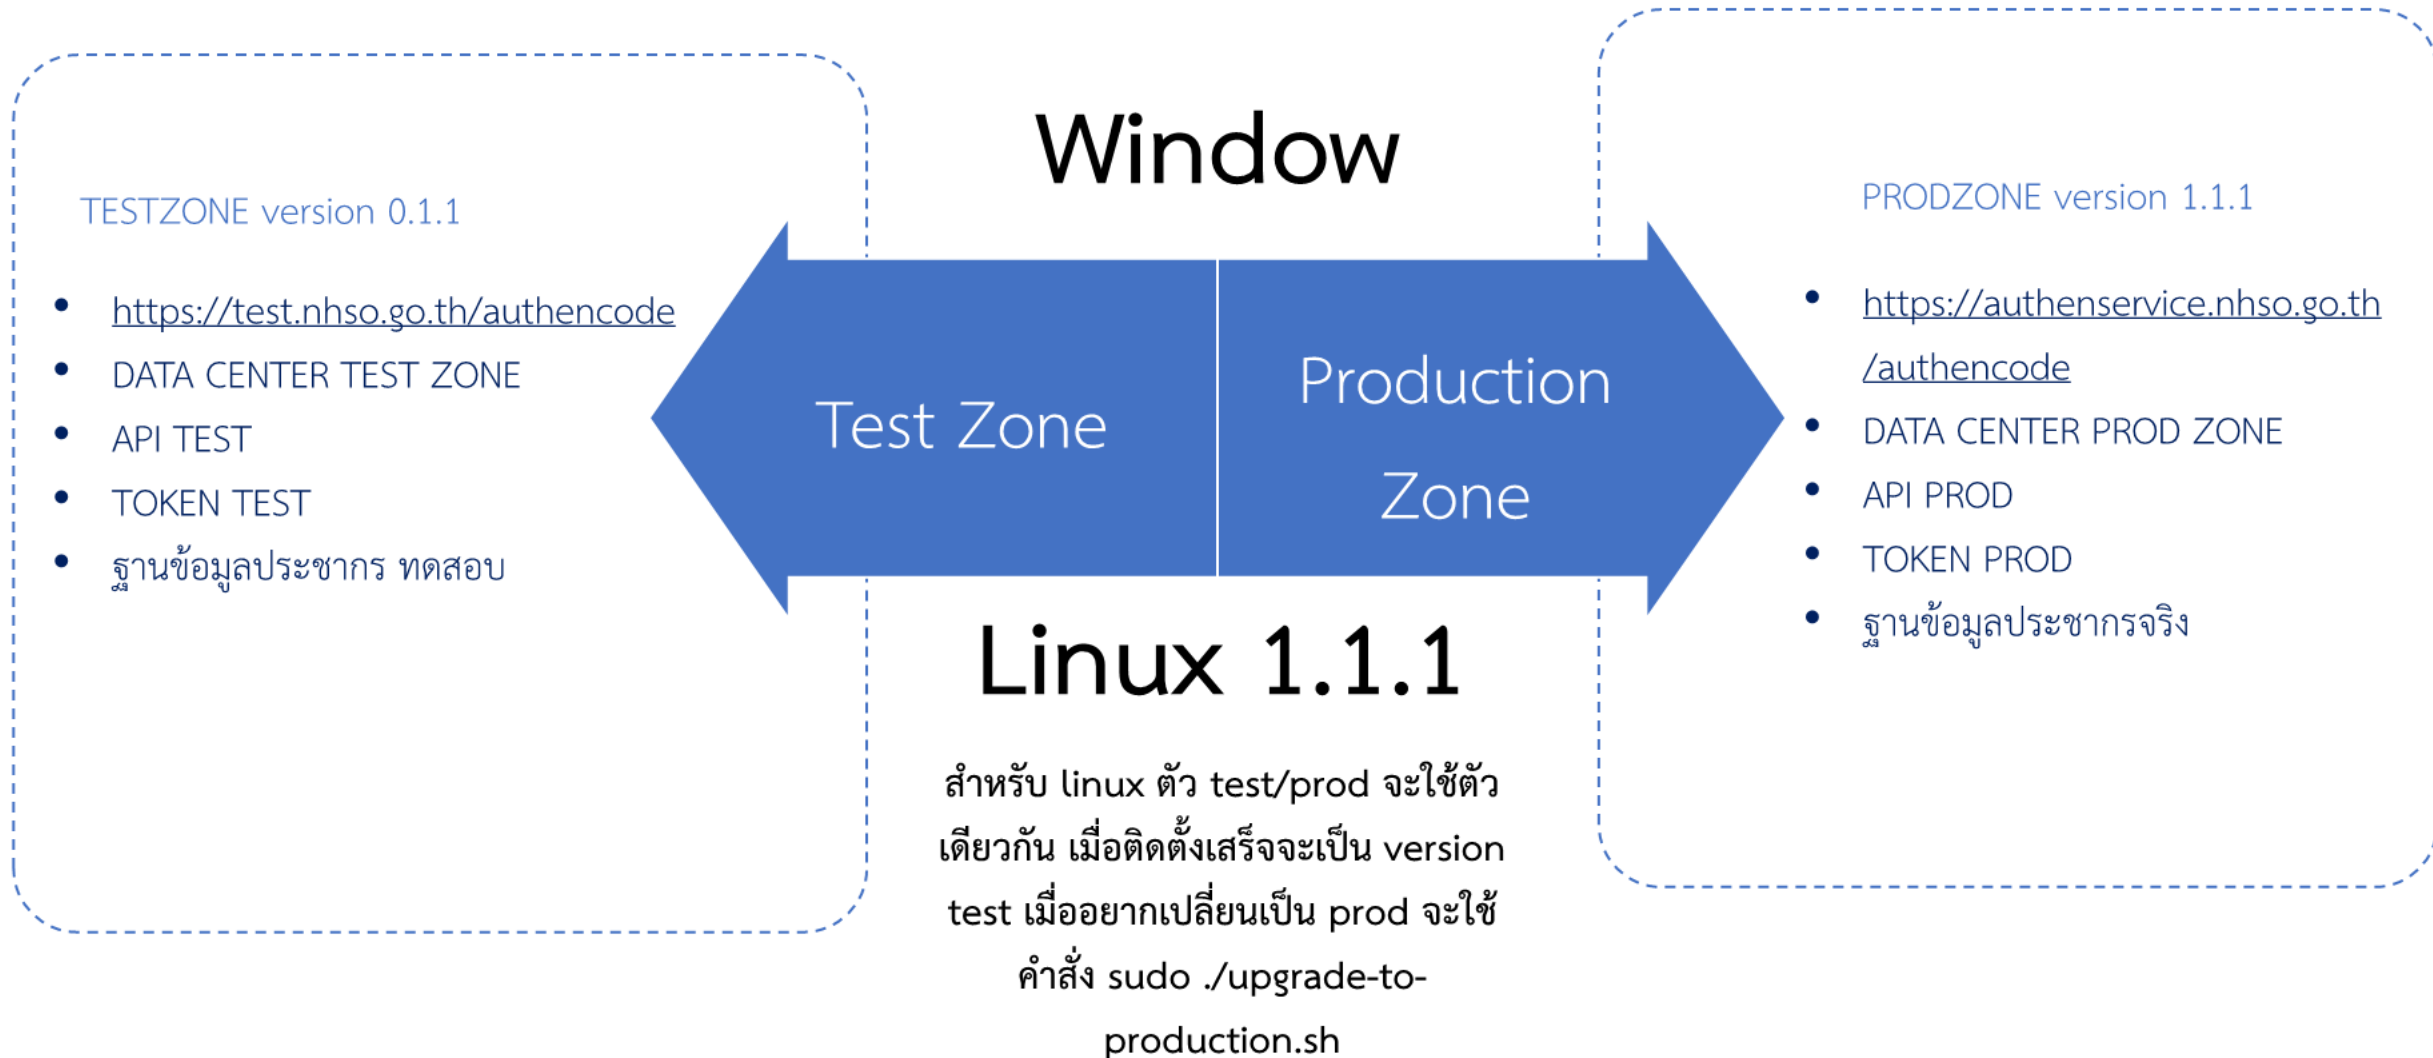 TESTZONE version 0.1.1
https://test.nhso.go.th/authencode
DATA CENTER TEST ZONE
API TEST
TOKEN TEST
ฐานข้อมูลประชากร ทดสอบ
Window
Test Zone
Production
Zone
Linux 1.1.1
สำหรับ linux ตัว test/prod จะใช้ตัว
เดียวกัน เมื่อติดตั้งเสร็จจะเป็น version
test เมื่ออยากเปลี่ยนเป็น prod จะใช้
คำสั่ง sudo ./upgrade-to-
production.sh
PRODZONE version 1.1.1
https://authenservice.nhso.go.th
/authencode
DATA CENTER PROD ZONE
API PROD
TOKEN PROD
ฐานข้อมูลประชากรจริง